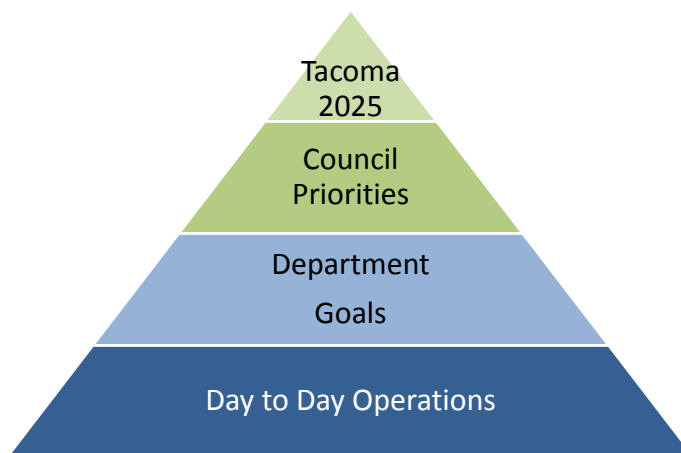 Tacoma
2025
Council
Priorities
Department
Goals
Day to Day Operations